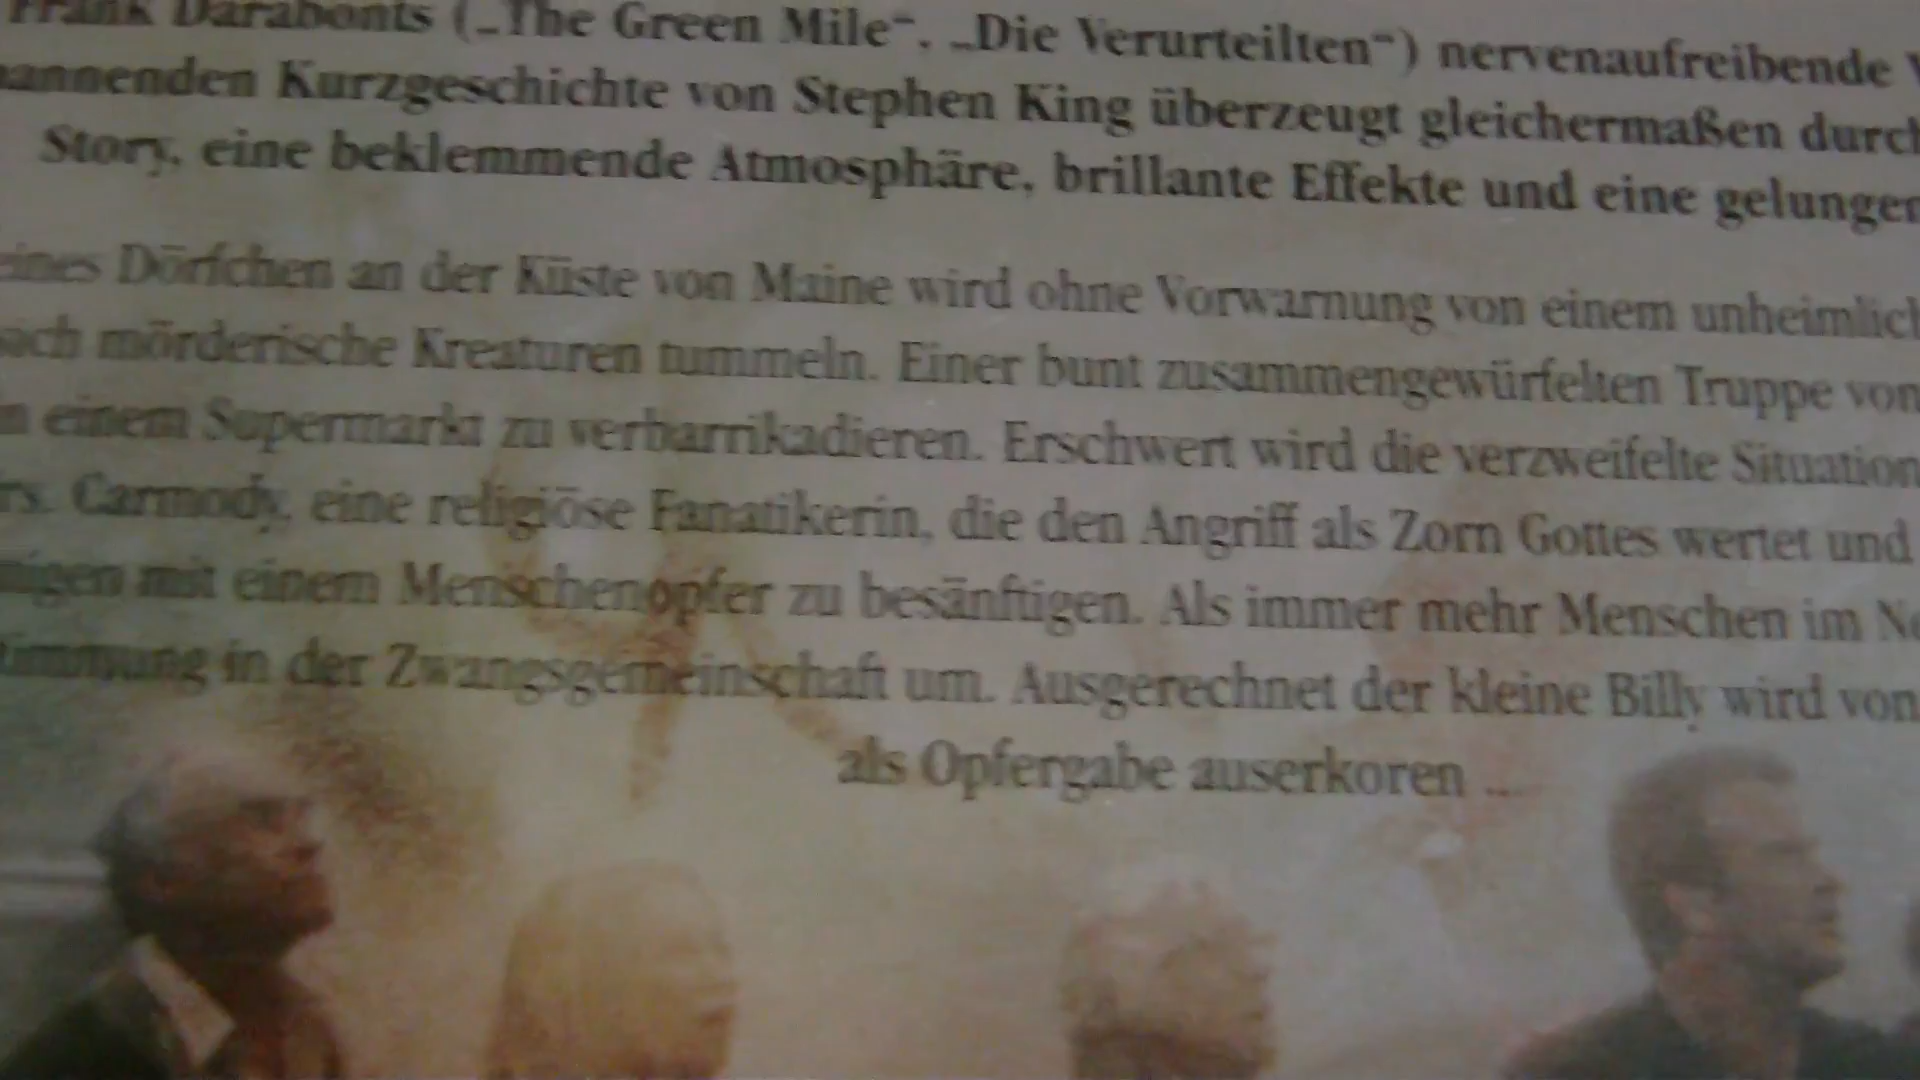 Frank Darabonts („The Green Mile“, „Die Verurteilten“) nervenaufreibende
Kurzgeschichte von Stephen King überzeugt gleichermaßen durch
Story, eine beklemmende Atmosphäre, brillante Effekte und eine
Dörfchen an der Küste von Maine wird ohne Vorwarnung von einem
mörderische Kreaturen tummeln. Einer bunt zusammengewürfelten Truppe von
einem Supermarkt zu verbarrikadieren. Erschwert wird die verzweifelte Situation
Carmody, eine religiöse Fanatikerin, die den Angriff als Zorn Gottes wertet und
mit einem Menschenopfer zu besänftigen. Als immer mehr Menschen im
in der Zwangsgemeinschaft um. Ausgerechnet der kleine Billy wird von
als Opfergabe auserkoren ...